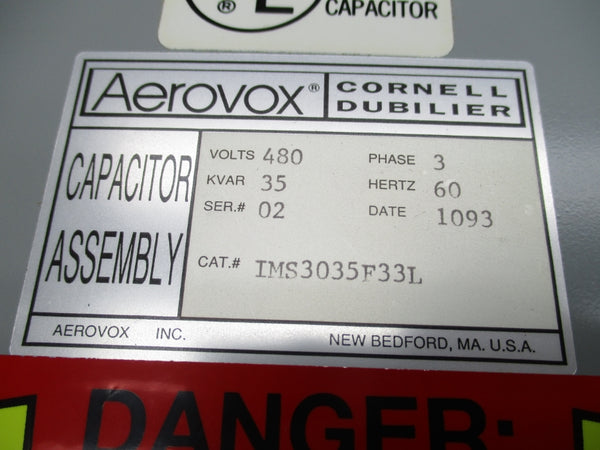 ® L CAPACITOR
Aerovox® CORNELL DUBILIER
CAPACITOR ASSEMBLY
VOLTS 480 PHASE 3
KVAR 35 HERTZ 60
SER.# 02 DATE 1093
CAT.# IMS3035F33L
AEROVOX INC. NEW BEDFORD, MA. U.S.A.
DANGER: